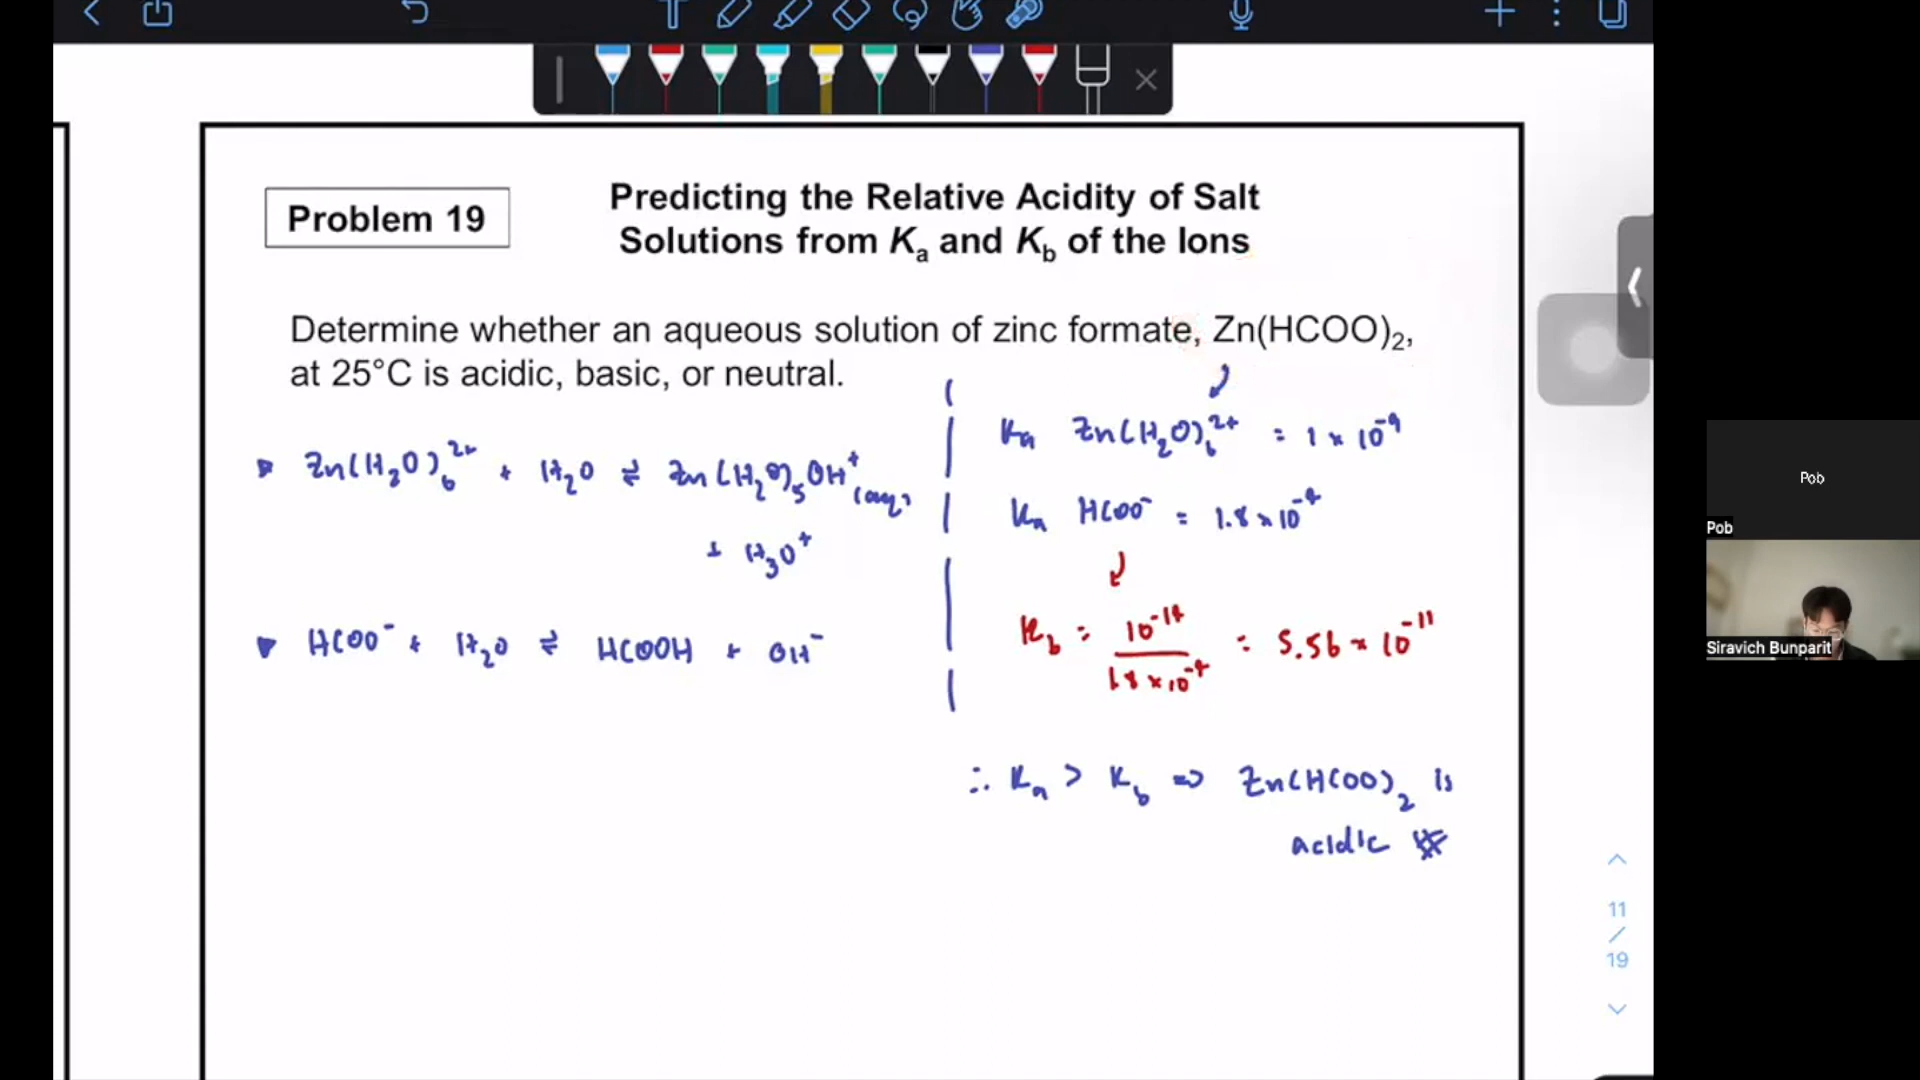 Problem 19
Predicting the Relative Acidity of Salt
Solutions from Ka and Kb of the Ions
Determine whether an aqueous solution of zinc formate, Zn(HCOO)₂,
at 25°C is acidic, basic, or neutral.
Zn(H₂O)₆²⁺ + H₂O ⇌ Zn(H₂O)₅OH⁺(aq)
+ H₃O⁺
HCOO⁻ + H₂O ⇌ HCOOH + OH⁻
Ka Zn(H₂O)₆²⁺ = 1 × 10⁻⁹
Ka HCOO⁻ = 1.8 × 10⁻⁴
Kb = 10⁻¹⁴ / 1.8 × 10⁻⁴ = 5.56 × 10⁻¹¹
∴ Ka > Kb ⇒ Zn(HCOO)₂ is
acidic #
11
/
19
Pob
Pob
Siravich Bunparit